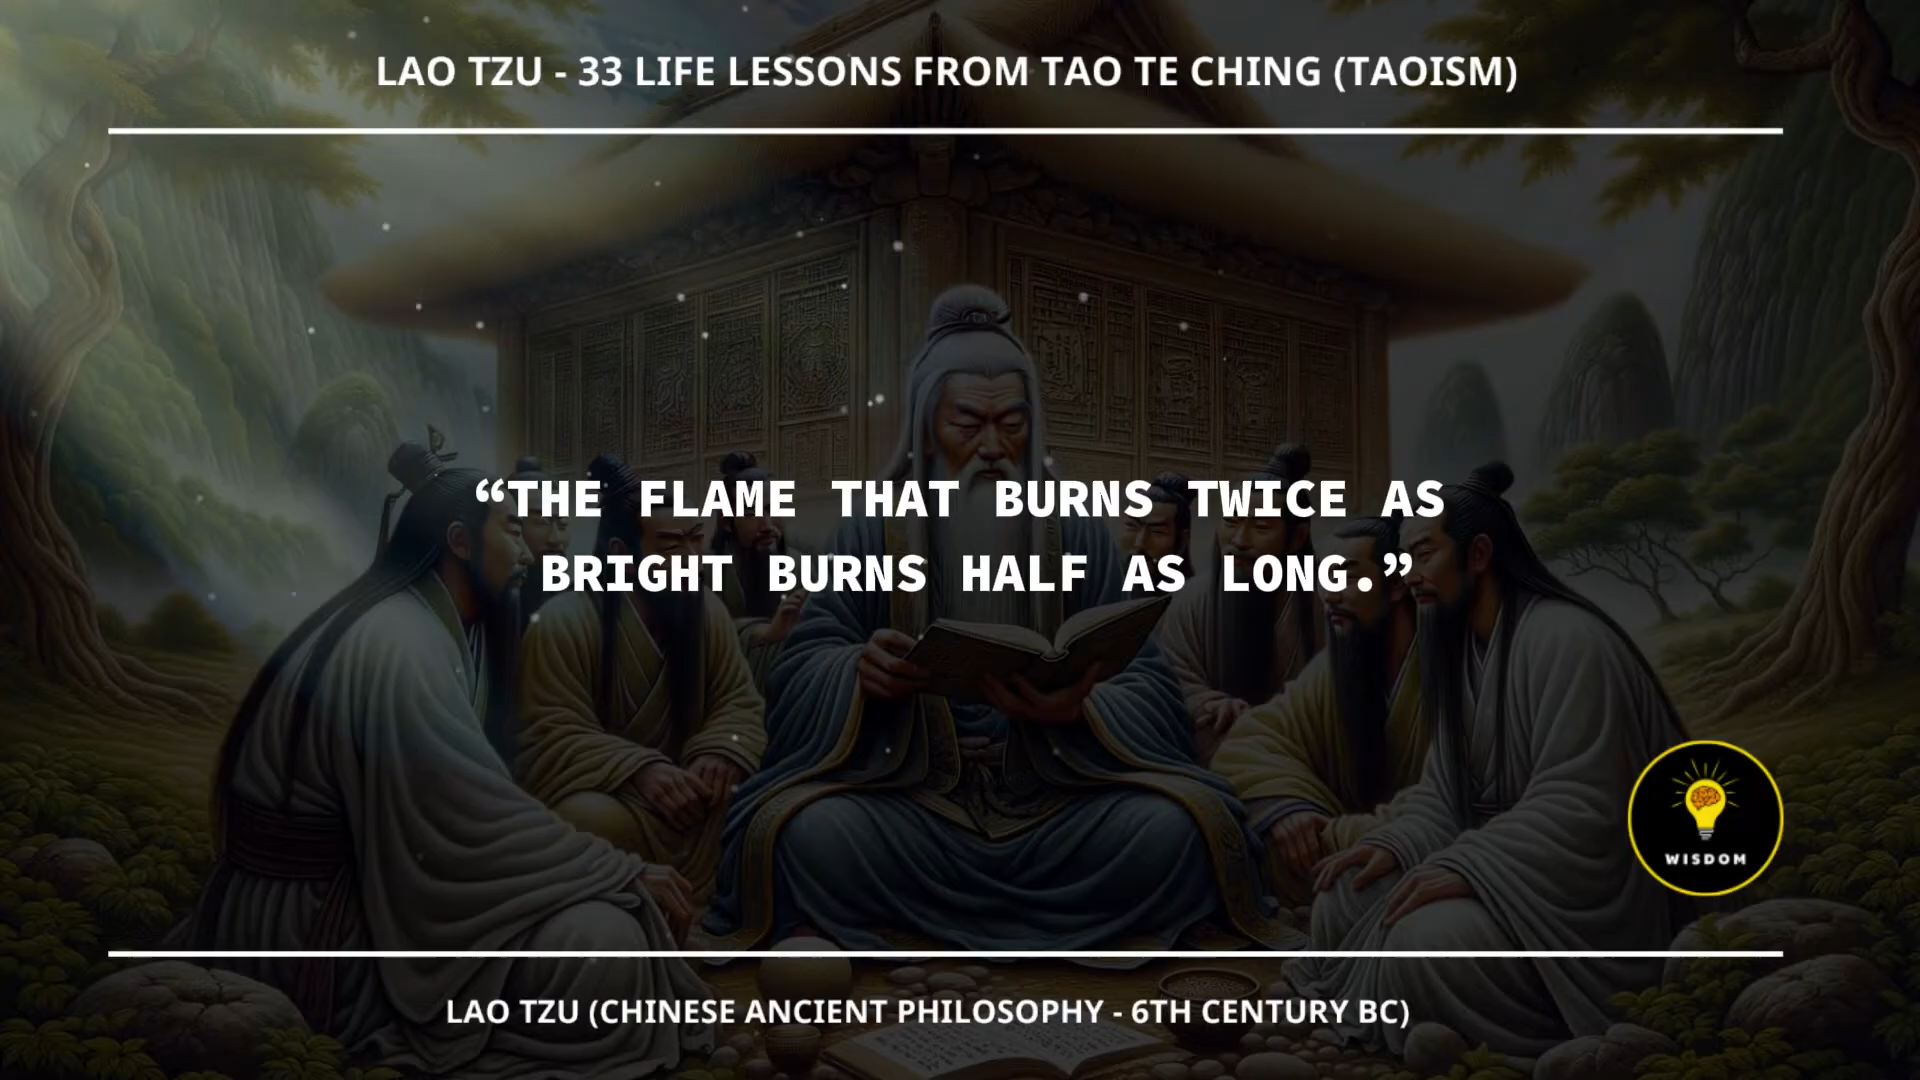 LAO TZU - 33 LIFE LESSONS FROM TAO TE CHING (TAOISM)
“THE FLAME THAT BURNS TWICE AS
BRIGHT BURNS HALF AS LONG.”
WISDOM
LAO TZU (CHINESE ANCIENT PHILOSOPHY - 6TH CENTURY BC)